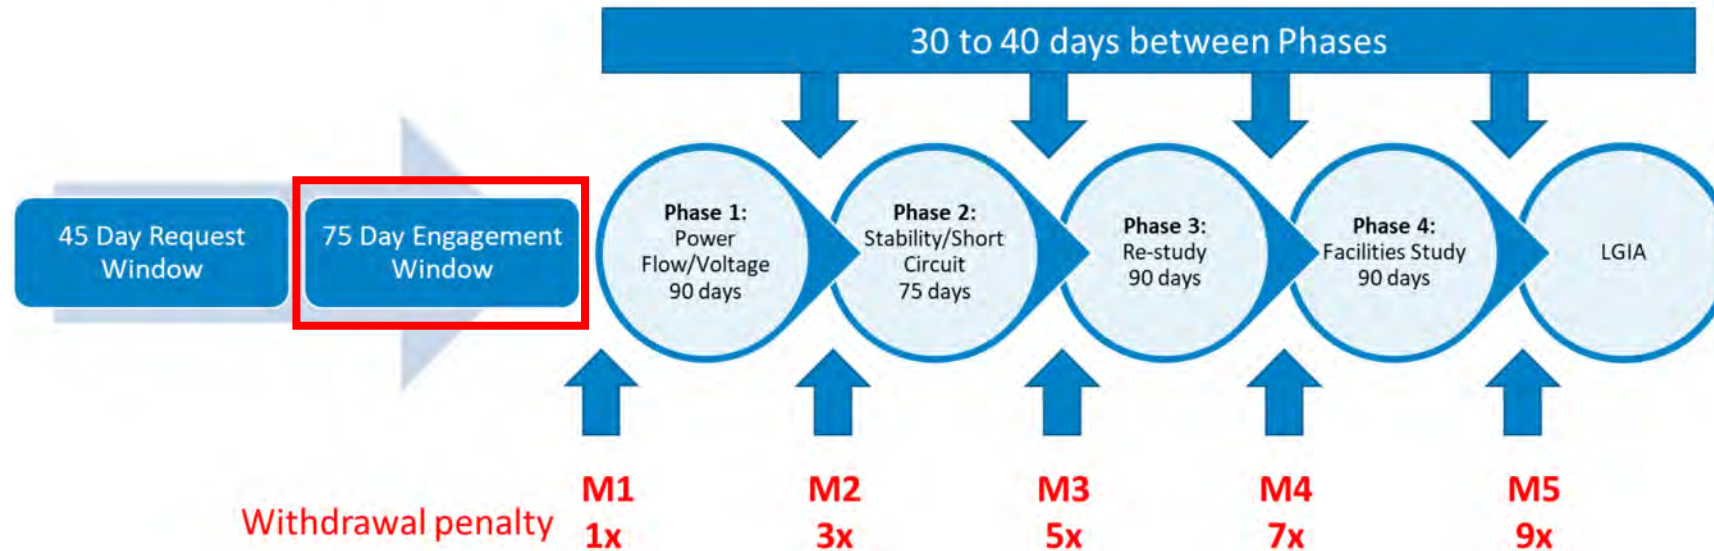 30 to 40 days between Phases
45 Day Request
Window
75 Day Engagement
Window
Phase 1:
Power
Flow/Voltage
90 days
Phase 2:
Stability/Short
Circuit
75 days
Phase 3:
Re-study
90 days
Phase 4:
Facilities Study
90 days
LGIA
M1
M2
M3
M4
M5
Withdrawal penalty
1x
3x
5x
7x
9x